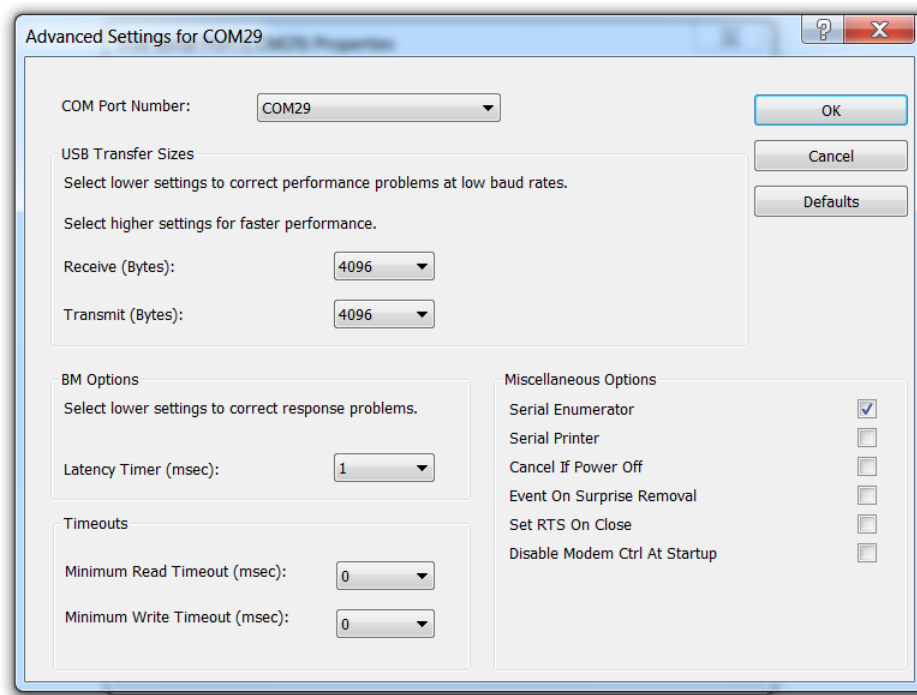 Advanced Settings for COM29
COM Port Number: COM29
OK
USB Transfer Sizes
Cancel
Select lower settings to correct performance problems at low baud rates.
Defaults
Select higher settings for faster performance.
Receive (Bytes): 4096
Transmit (Bytes): 4096
BM Options
Select lower settings to correct response problems.
Latency Timer (msec): 1
Timeouts
Minimum Read Timeout (msec): 0
Minimum Write Timeout (msec): 0
Miscellaneous Options
Serial Enumerator
Serial Printer
Cancel If Power Off
Event On Surprise Removal
Set RTS On Close
Disable Modem Ctrl At Startup